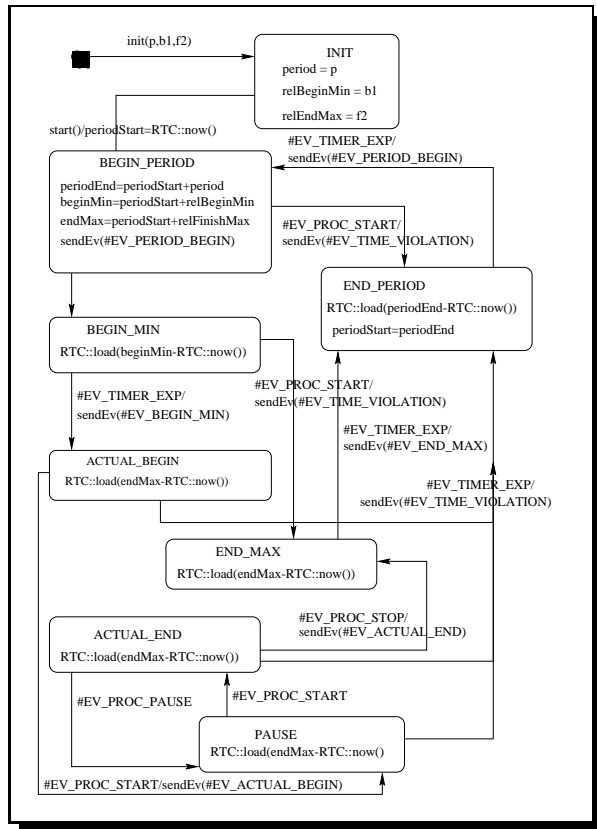 init(p,b1,f2)
INIT
period = p
relBeginMin = b1
relEndMax = f2
start()/periodStart=RTC::now()
#EV_TIMER_EXP/
sendEv(#EV_PERIOD_BEGIN)
BEGIN_PERIOD
periodEnd=periodStart+period
beginMin=periodStart+relBeginMin
endMax=periodStart+relFinishMax
sendEv(#EV_PERIOD_BEGIN)
#EV_PROC_START/
sendEv(#EV_TIME_VIOLATION)
END_PERIOD
RTC::load(periodEnd-RTC::now())
periodStart=periodEnd
BEGIN_MIN
RTC::load(beginMin-RTC::now())
#EV_PROC_START/
sendEv(#EV_TIME_VIOLATION)
#EV_TIMER_EXP/
sendEv(#EV_BEGIN_MIN)
#EV_TIMER_EXP/
sendEv(#EV_END_MAX)
ACTUAL_BEGIN
RTC::load(endMax-RTC::now())
#EV_TIMER_EXP/
sendEv(#EV_TIME_VIOLATION)
END_MAX
RTC::load(endMax-RTC::now())
#EV_PROC_STOP/
sendEv(#EV_ACTUAL_END)
ACTUAL_END
RTC::load(endMax-RTC::now())
#EV_PROC_PAUSE
#EV_PROC_START
PAUSE
RTC::load(endMax-RTC::now()
#EV_PROC_START/sendEv(#EV_ACTUAL_BEGIN)